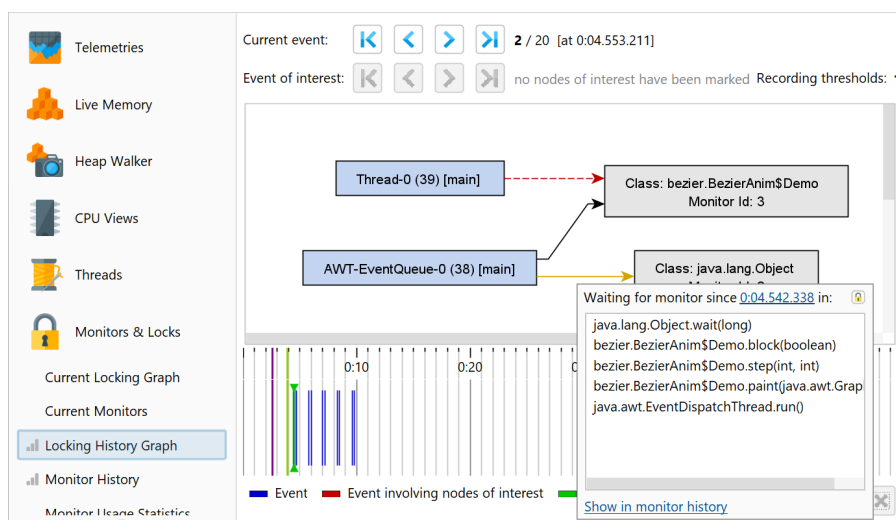 Telemetries
Live Memory
Heap Walker
CPU Views
Threads
Monitors & Locks
Current Locking Graph
Current Monitors
Locking History Graph
Monitor History
Monitor Usage Statistics
Current event: 2 / 20 [at 0:04.553.211]
Event of interest: no nodes of interest have been marked Recording thresholds:
Thread-0 (39) [main]
Class: bezier.BezierAnim$Demo
Monitor Id: 3
AWT-EventQueue-0 (38) [main]
Class: java.lang.Object
Waiting for monitor since 0:04.542.338 in:
java.lang.Object.wait(long)
bezier.BezierAnim$Demo.block(boolean)
bezier.BezierAnim$Demo.step(int, int)
bezier.BezierAnim$Demo.paint(java.awt.Grap
java.awt.EventDispatchThread.run()
Show in monitor history
0:10 0:20
Event Event involving nodes of interest